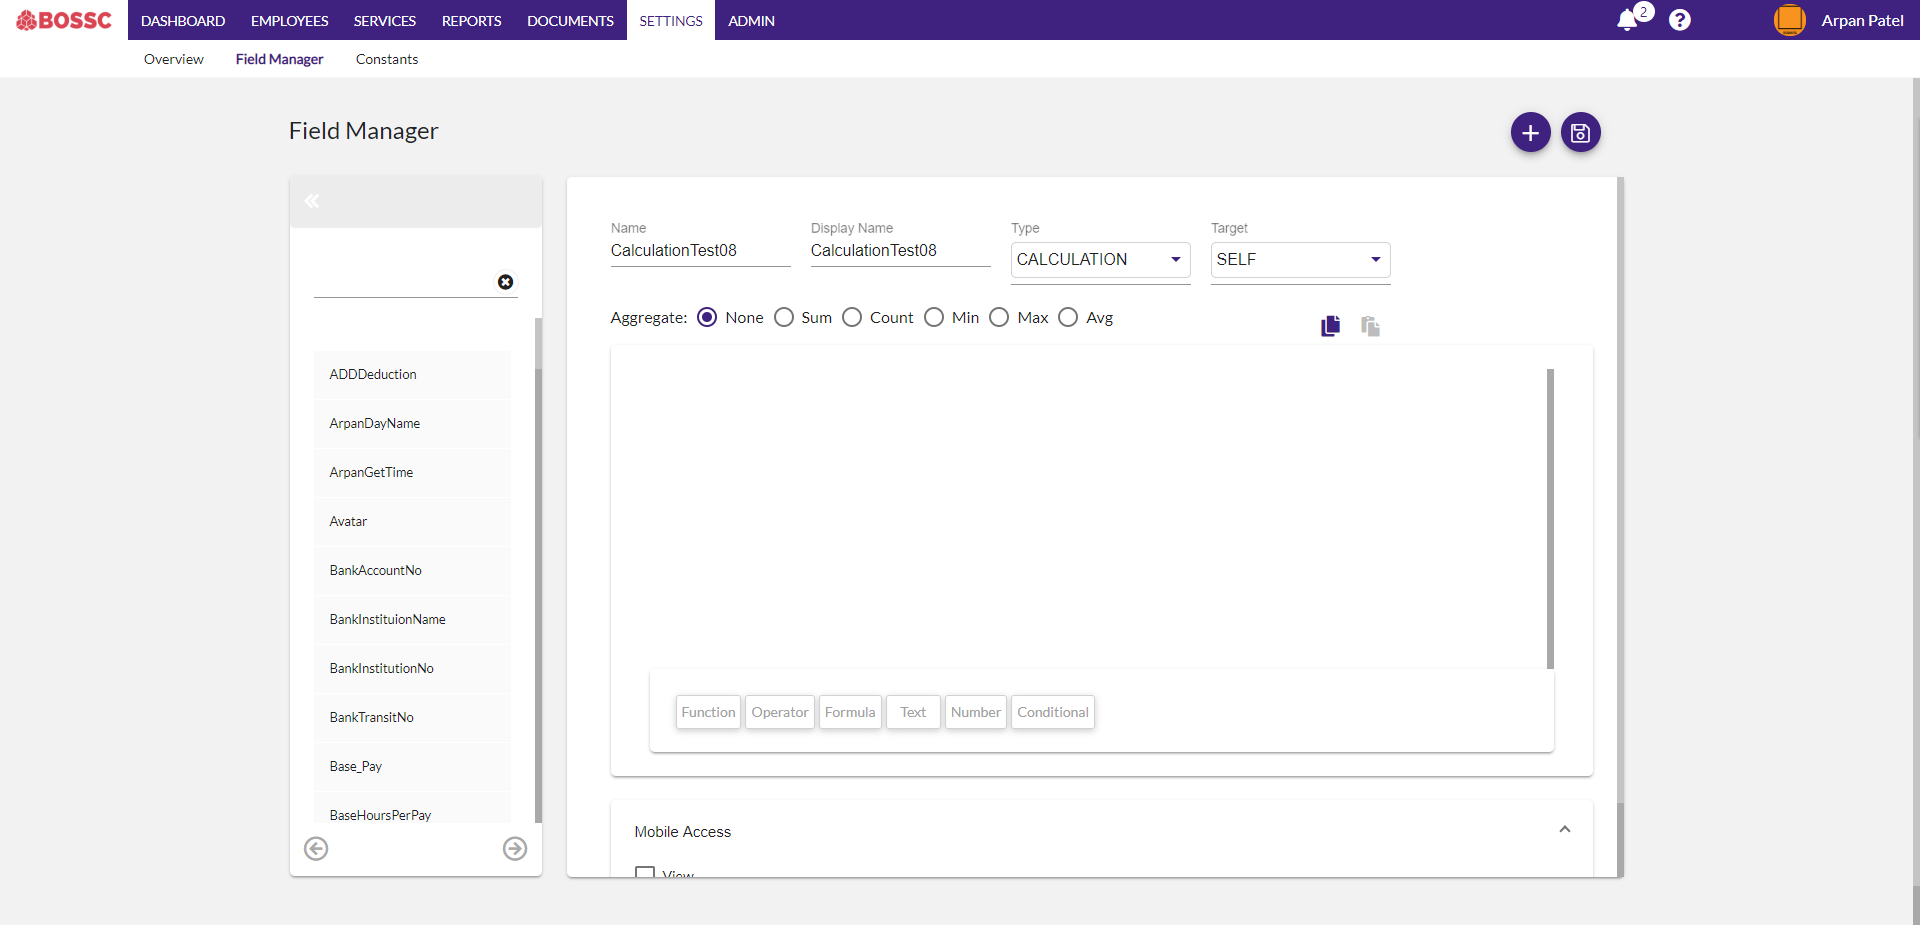 BOSSC DASHBOARD EMPLOYEES SERVICES REPORTS DOCUMENTS SETTINGS ADMIN 2 ? Arpan Patel
Overview Field Manager Constants
Field Manager
Name Display Name Type Target
CalculationTest08 CalculationTest08 CALCULATION SELF
Aggregate: None Sum Count Min Max Avg
ADDDeduction
ArpanDayName
ArpanGetTime
Avatar
BankAccountNo
BankInstituionName
BankInstitutionNo
BankTransitNo
Base_Pay
BaseHoursPerPay
Function Operator Formula Text Number Conditional
Mobile Access
View